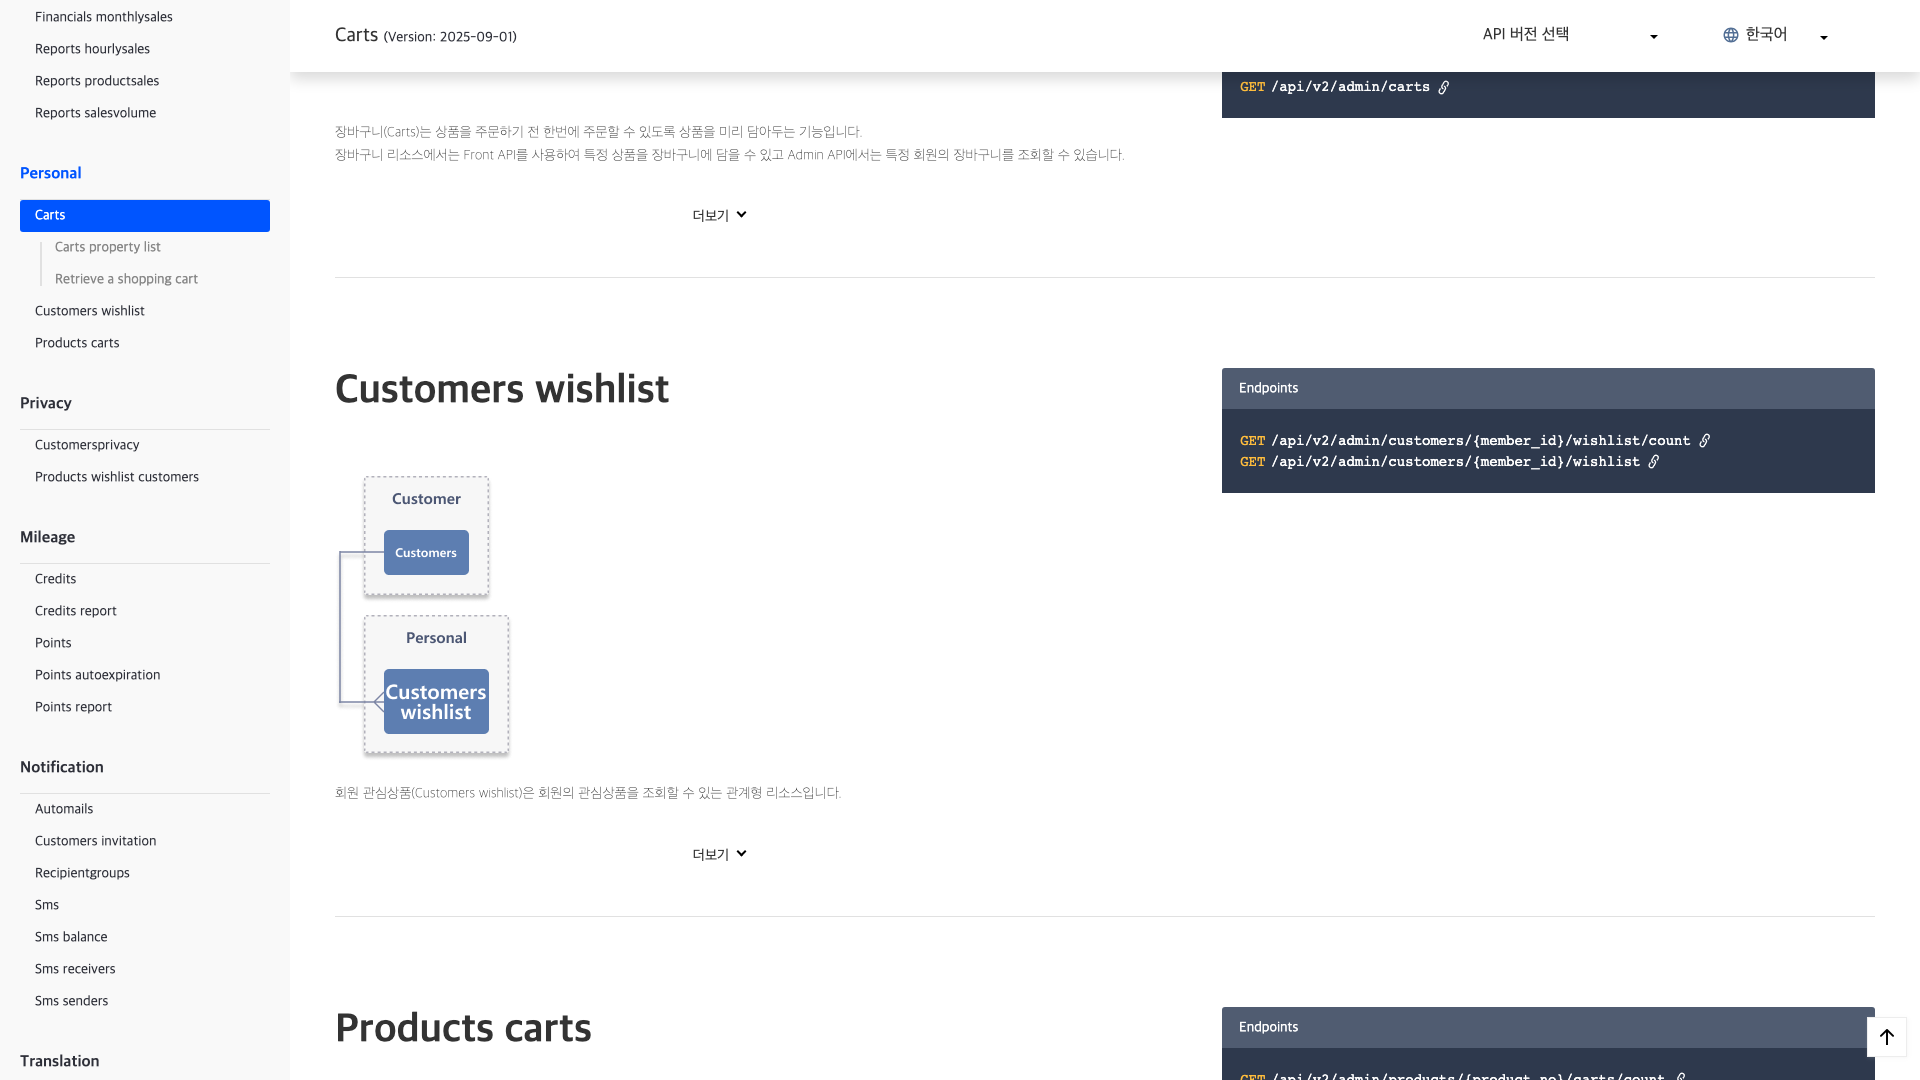 Financials monthlysales
Reports hourlysales
Reports productsales
Reports salesvolume
Personal
Carts
Carts property list
Retrieve a shopping cart
Customers wishlist
Products carts
Privacy
Customersprivacy
Products wishlist customers
Mileage
Credits
Credits report
Points
Points autoexpiration
Points report
Notification
Automails
Customers invitation
Recipientgroups
Sms
Sms balance
Sms receivers
Sms senders
Translation
Carts (Version: 2025-09-01)
API 버전 선택
한국어
GET /api/v2/admin/carts
장바구니(Carts)는 상품을 주문하기 전 한번에 주문할 수 있도록 상품을 미리 담아두는 기능입니다.
장바구니 리소스에서는 Front API를 사용하여 특정 상품을 장바구니에 담을 수 있고 Admin API에서는 특정 회원의 장바구니를 조회할 수 있습니다.
더보기
Customers wishlist
Endpoints
GET /api/v2/admin/customers/{member_id}/wishlist/count
GET /api/v2/admin/customers/{member_id}/wishlist
Customer
Customers
Personal
Customers
wishlist
회원 관심상품(Customers wishlist)은 회원의 관심상품을 조회할 수 있는 관계형 리소스입니다.
더보기
Products carts
Endpoints
GET /api/v2/admin/products/{product_no}/carts/count